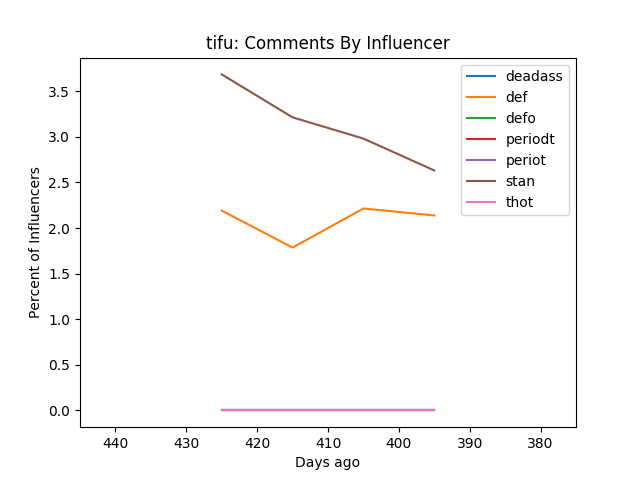 tifu: Comments By Influencer
deadass
def
defo
periodt
periot
stan
thot
Percent of Influencers
3.5
3.0
2.5
2.0
1.5
1.0
0.5
0.0
440
430
420
410
400
390
380
Days ago